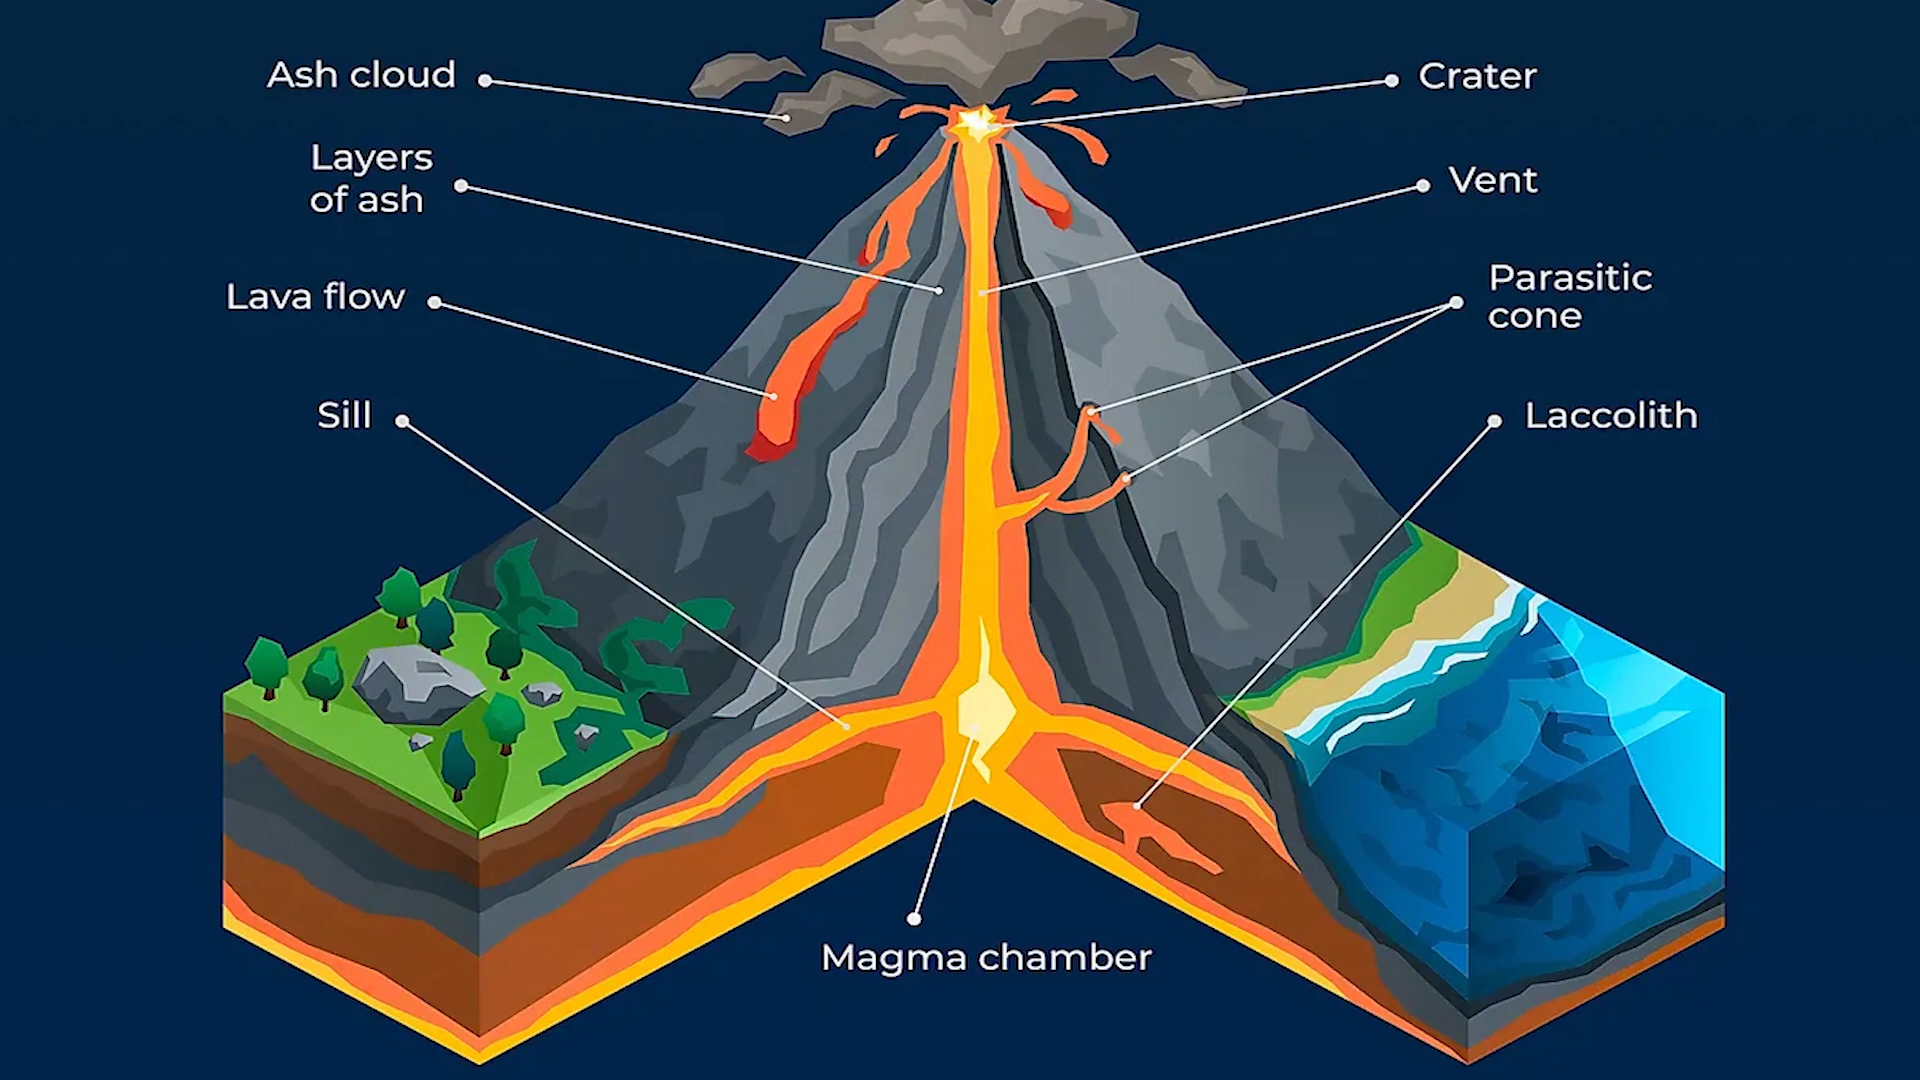 Ash cloud
Crater
Layers
of ash
Vent
Lava flow
Parasitic
cone
Sill
Laccolith
Magma chamber